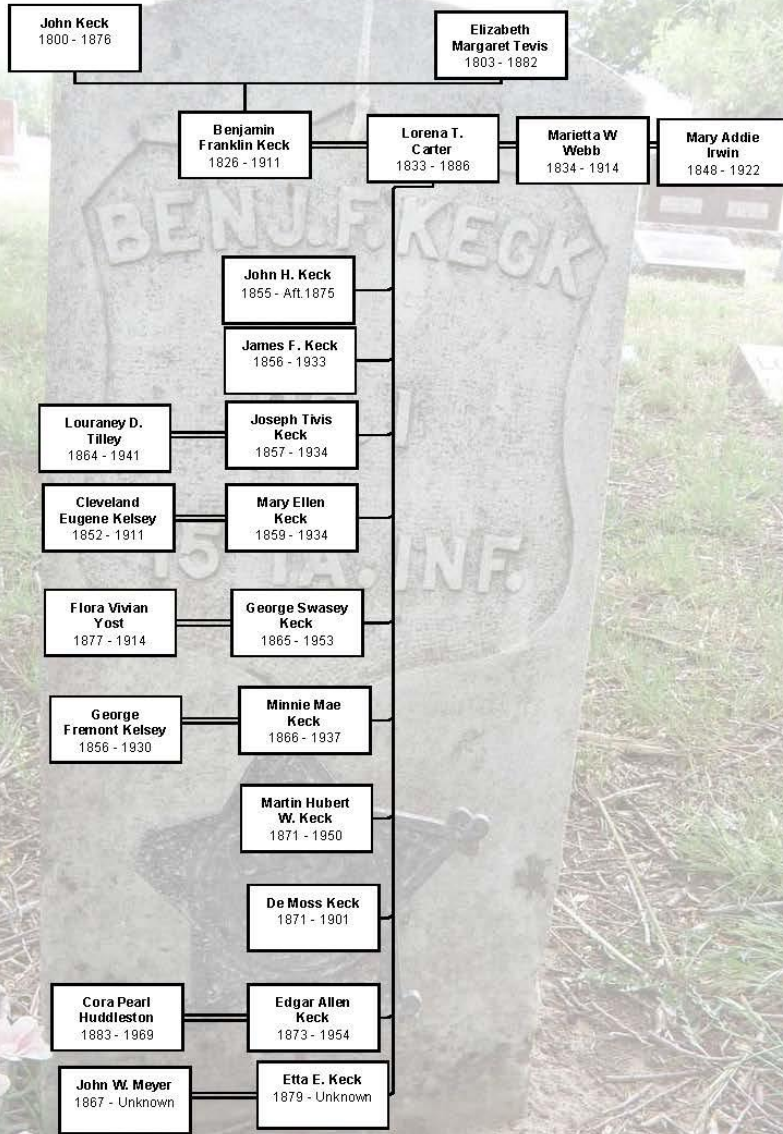 John Keck
1800 - 1876
Elizabeth
Margaret Tevis
1803 - 1882
Benjamin
Franklin Keck
1826 - 1911
Lorena T.
Carter
1833 - 1886
Marietta W
Webb
1834 - 1914
Mary Addie
Irwin
1848 - 1922
BENJ. F. KECK
John H. Keck
1855 - Aft.1875
James F. Keck
1856 - 1933
Louraney D.
Tilley
1864 - 1941
Joseph Tivis
Keck
1857 - 1934
Cleveland
Eugene Kelsey
1852 - 1911
Mary Ellen
Keck
1859 - 1934
15 IA. INF.
Flora Vivian
Yost
1877 - 1914
George Swasey
Keck
1865 - 1953
George
Fremont Kelsey
1856 - 1930
Minnie Mae
Keck
1866 - 1937
Martin Hubert
W. Keck
1871 - 1950
De Moss Keck
1871 - 1901
Cora Pearl
Huddleston
1883 - 1969
Edgar Allen
Keck
1873 - 1954
John W. Meyer
1867 - Unknown
Etta E. Keck
1879 - Unknown